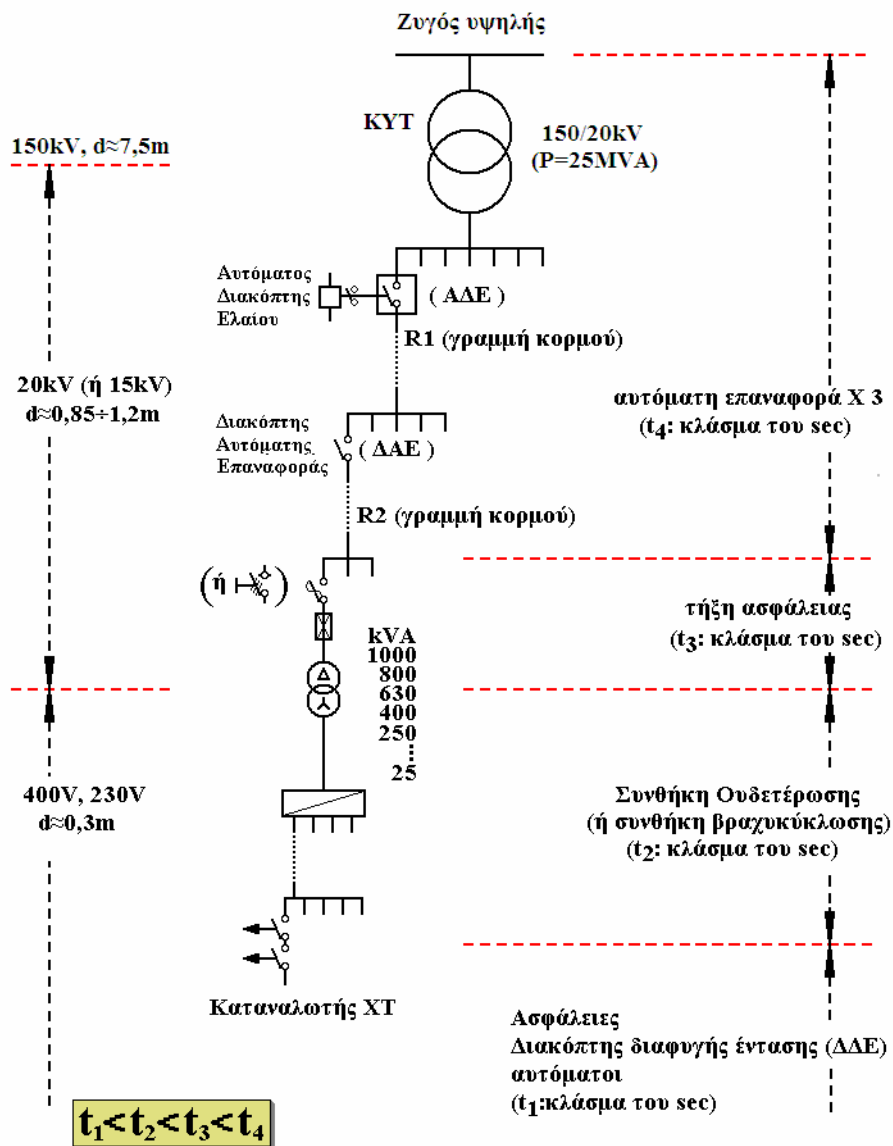 Ζυγός υψηλής
ΚΥΤ
150/20kV
(P=25MVA)
150kV, d≈7,5m
Αυτόματος
Διακόπτης
Ελαίου
( ΑΔΕ )
R1 (γραμμή κορμού)
20kV (ή 15kV)
d≈0,85÷1,2m
αυτόματη επαναφορά Χ 3
(t4: κλάσμα του sec)
Διακόπτης
Αυτόματης
Επαναφοράς
( ΔΑΕ )
R2 (γραμμή κορμού)
(ή )
τήξη ασφάλειας
(t3: κλάσμα του sec)
kVA
1000
800
630
400
250
25
Δ
400V, 230V
d≈0,3m
Συνθήκη Ουδετέρωσης
(ή συνθήκη βραχυκύκλωσης)
(t2: κλάσμα του sec)
Καταναλωτής ΧΤ
Ασφάλειες
Διακόπτης διαφυγής έντασης (ΔΔΕ)
αυτόματοι
(t1:κλάσμα του sec)
t1<t2<t3<t4